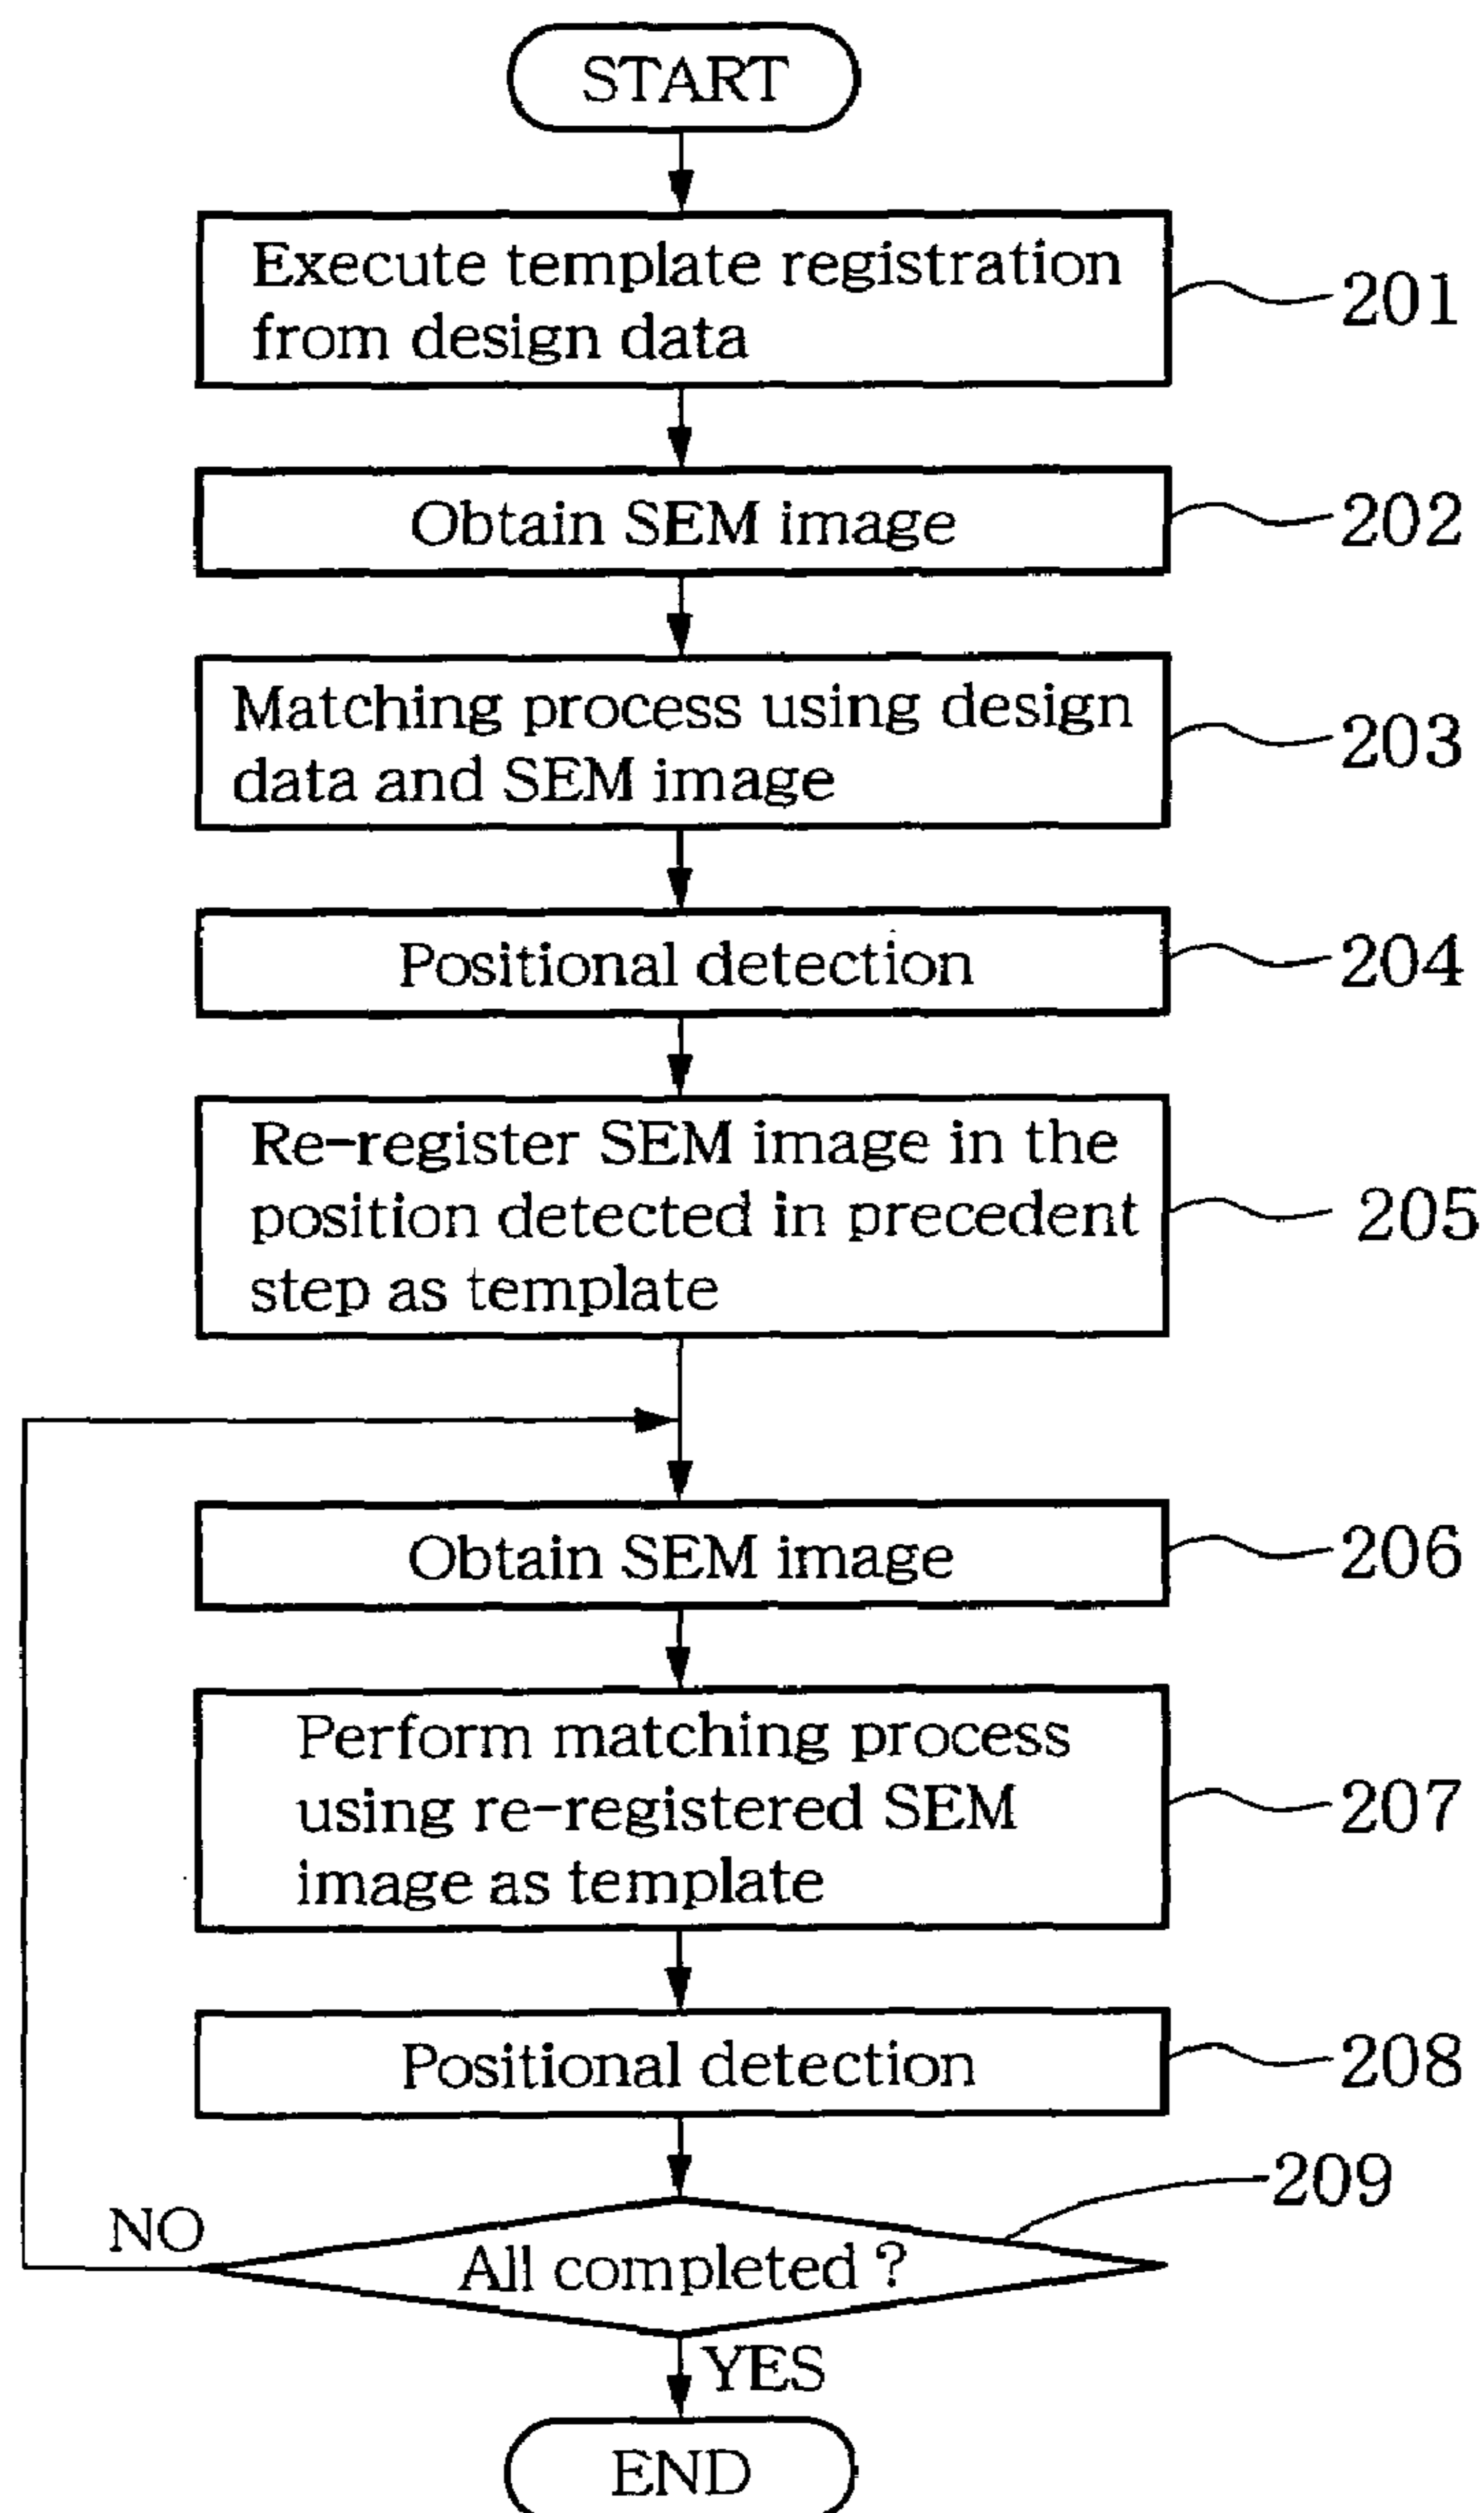 START
Execute template registration
from design data
201
Obtain SEM image
202
Matching process using design
data and SEM image
203
Positional detection
204
Re-register SEM image in the
position detected in precedent
step as template
205
Obtain SEM image
206
Perform matching process
using re-registered SEM
image as template
207
Positional detection
208
209
NO
All completed ?
YES
END